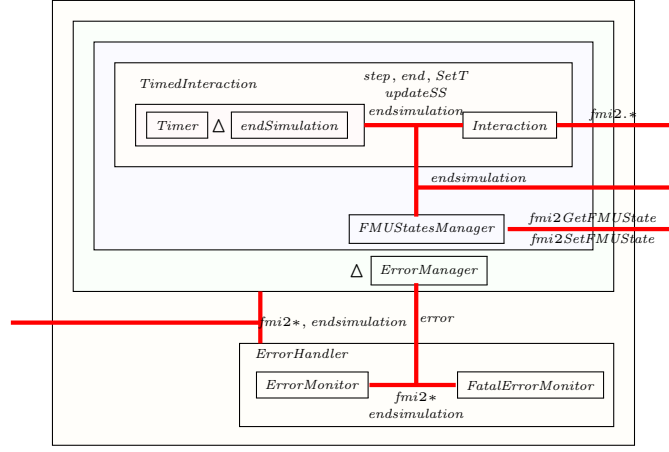 step, end, SetT
TimedInteraction
updateSS
endsimulation
fmi2.*
Timer Δ endSimulation
Interaction
endsimulation
fmi2GetFMUState
FMUStatesManager
fmi2SetFMUState
Δ ErrorManager
fmi2*, endsimulation
error
ErrorHandler
ErrorMonitor
FatalErrorMonitor
fmi2*
endsimulation